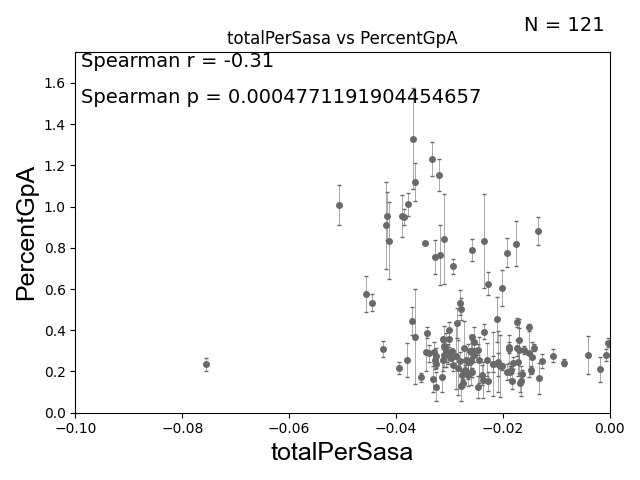 N = 121
totalPerSasa vs PercentGpA
Spearman r = -0.31
Spearman p = 0.0004771191904454657
1.6
1.4
1.2
1.0
0.8
0.6
0.4
0.2
0.0
PercentGpA
−0.10 −0.08 −0.06 −0.04 −0.02 0.00
totalPerSasa